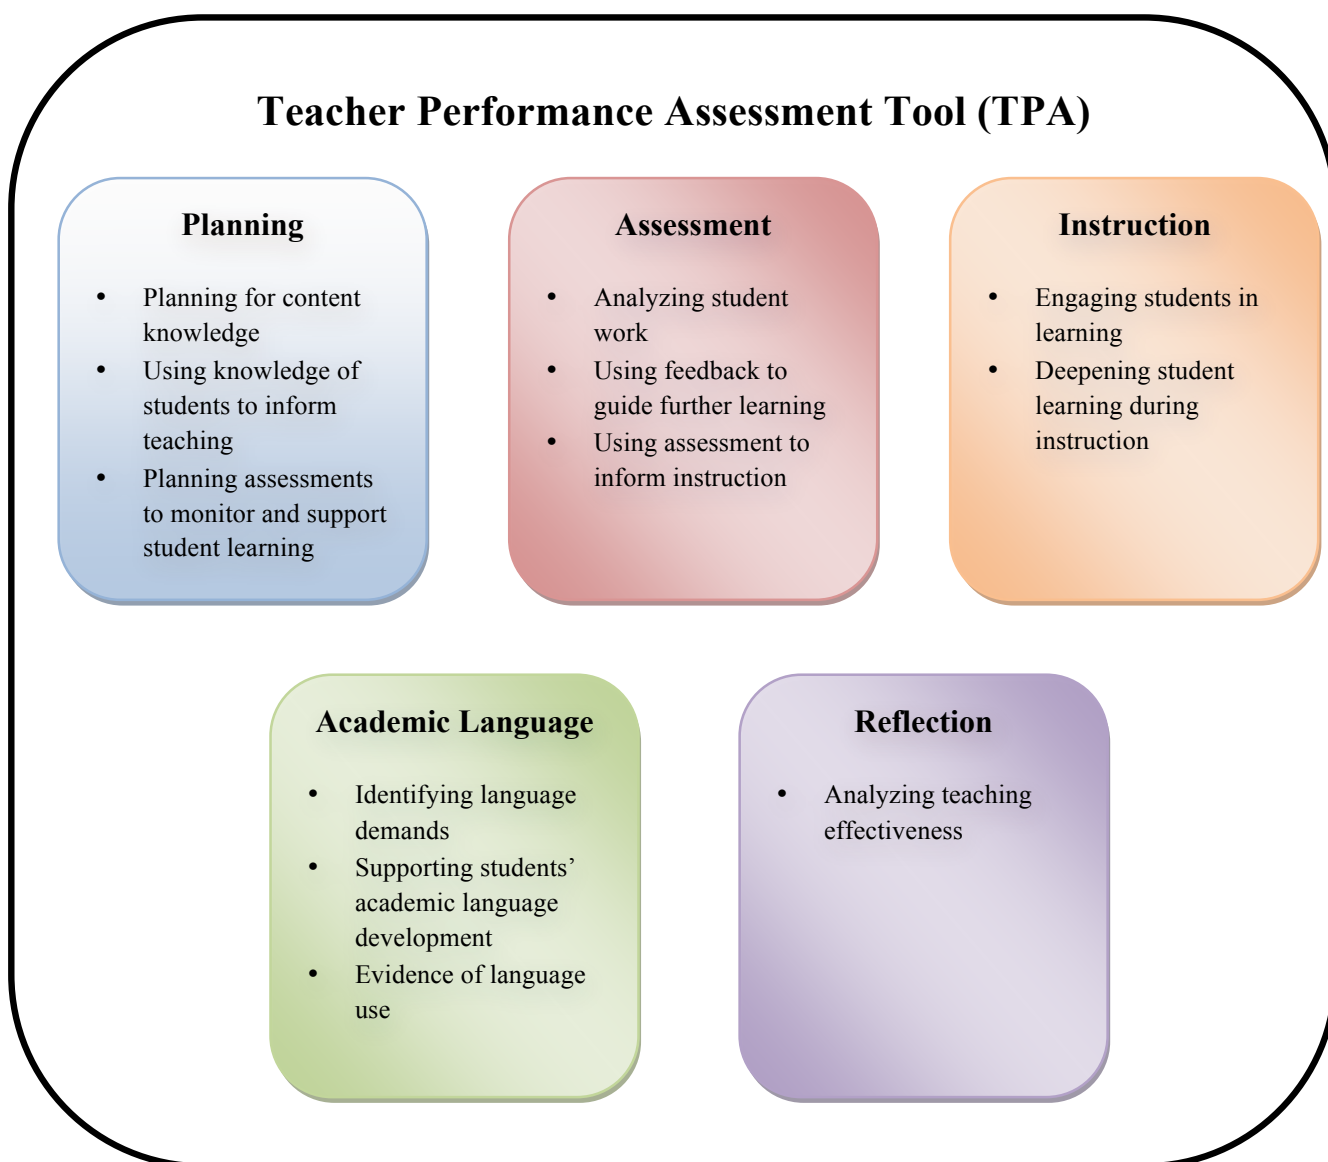 Teacher Performance Assessment Tool (TPA)
Planning
• Planning for content
knowledge
• Using knowledge of
students to inform
teaching
• Planning assessments
to monitor and support
student learning
Assessment
• Analyzing student
work
• Using feedback to
guide further learning
• Using assessment to
inform instruction
Instruction
• Engaging students in
learning
• Deepening student
learning during
instruction
Academic Language
• Identifying language
demands
• Supporting students’
academic language
development
• Evidence of language
use
Reflection
• Analyzing teaching
effectiveness